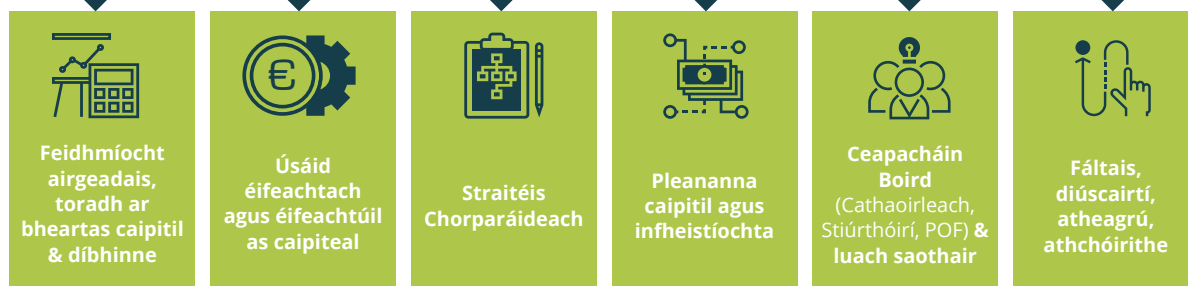 Feidhmíocht
airgeadais,
toradh ar
bheartas caipitil
& díbhinne
€
Úsáid
éifeachtach
agus éifeachtúil
as caipiteal
Straitéis
Chorparáideach
Pleananna
caipitil agus
infheistíochta
Ceapacháin
Boird
(Cathaoirleach,
Stiúrthóirí, POF) &
luach saothair
Fáltais,
diúscairtí,
atheagrú,
athchóirithe